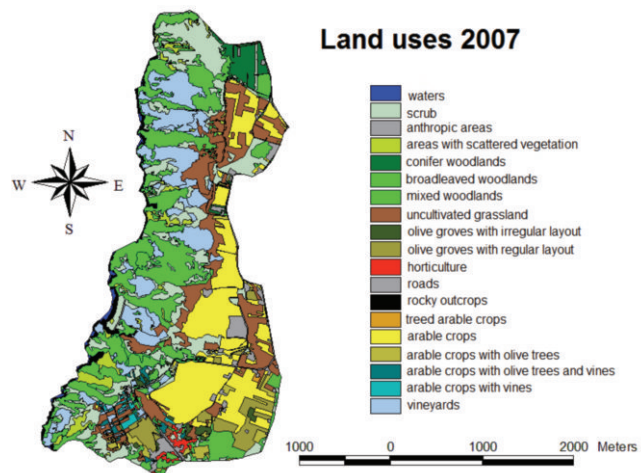 Land uses 2007
N
W E
S
waters
scrub
anthropic areas
areas with scattered vegetation
conifer woodlands
broadleaved woodlands
mixed woodlands
uncultivated grassland
olive groves with irregular layout
olive groves with regular layout
horticulture
roads
rocky outcrops
treed arable crops
arable crops
arable crops with olive trees
arable crops with olive trees and vines
arable crops with vines
vineyards
1000 0 1000 2000 Meters